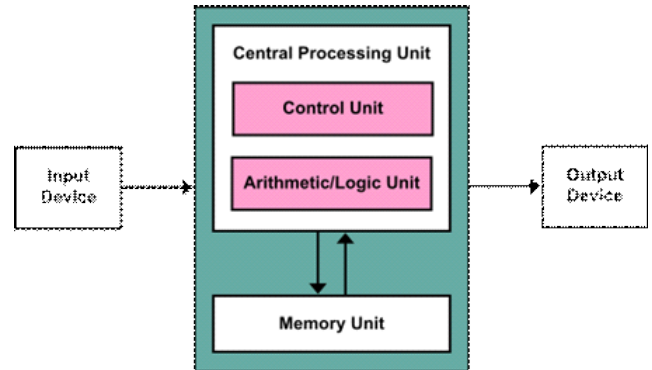 Central Processing Unit
Control Unit
Arithmetic/Logic Unit
Input
Device
Output
Device
Memory Unit